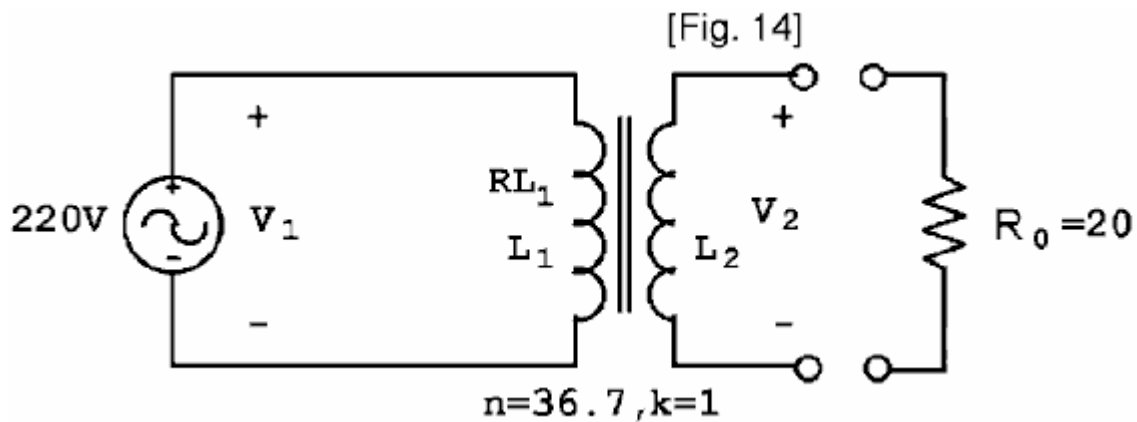 [Fig. 14]
+
+
RL1
220V
+
-
V1
V2
R0=20
L1
L2
-
-
n=36.7,k=1